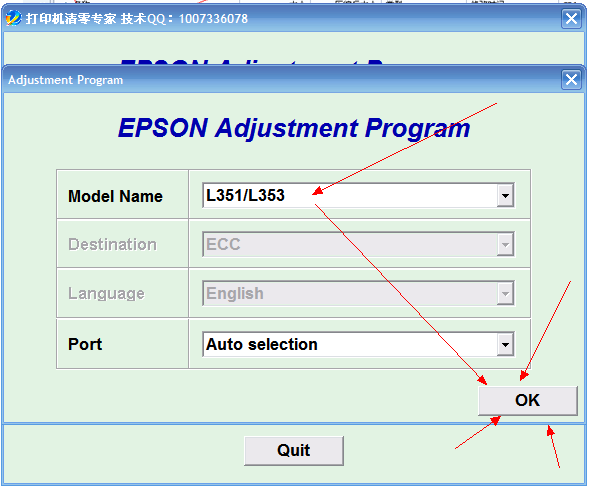 打印机清零专家 技术QQ：1007336078
Adjustment Program
EPSON Adjustment Program
Model Name L351/L353
Destination ECC
Language English
Port Auto selection
OK
Quit